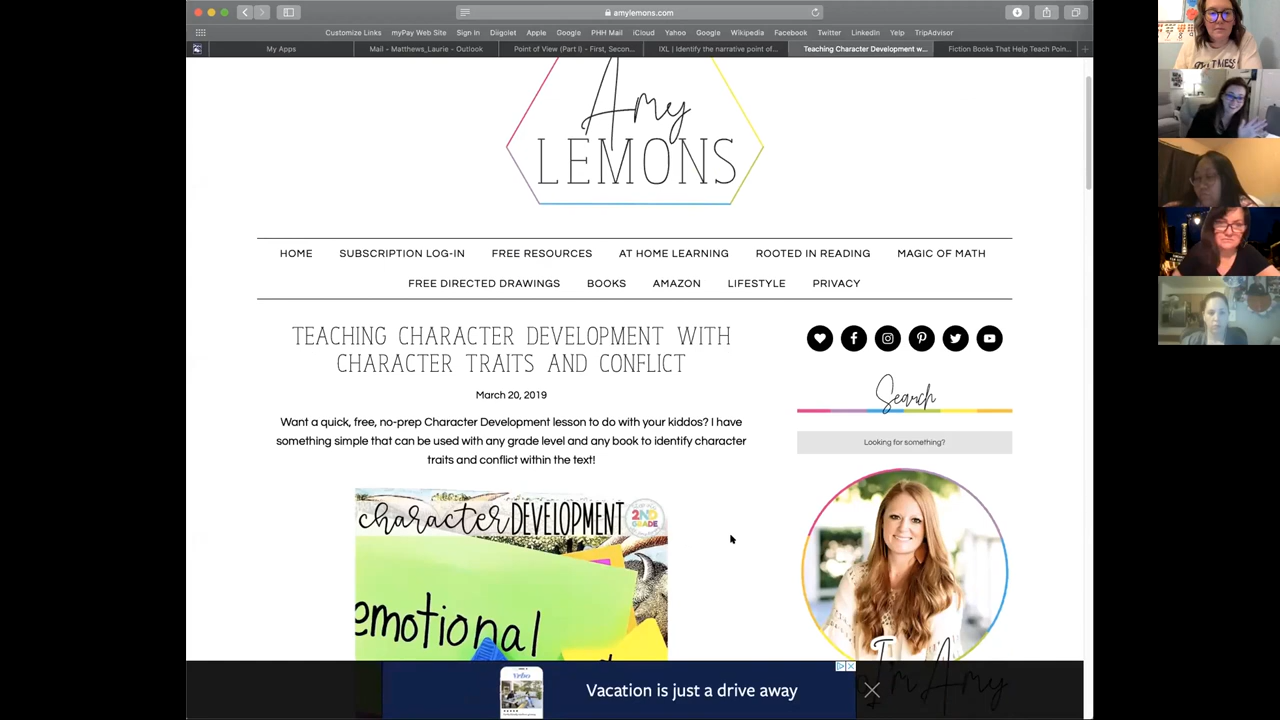 amylemons.com
Customize Links myPay Web Site Sign In Diigolet Apple Google PHH Mail iCloud Yahoo Google Wikipedia Facebook Twitter LinkedIn Yelp TripAdvisor
My Apps Mail - Matthews_Laurie - Outlook Point of View (Part I) - First, Secon... IXL | Identify the narrative point of... Teaching Character Development w... Fiction Books That Help Teach Poin...
Amy
LEMONS
HOME SUBSCRIPTION LOG-IN FREE RESOURCES AT HOME LEARNING ROOTED IN READING MAGIC OF MATH
FREE DIRECTED DRAWINGS BOOKS AMAZON LIFESTYLE PRIVACY
TEACHING CHARACTER DEVELOPMENT WITH
CHARACTER TRAITS AND CONFLICT
March 20, 2019
Want a quick, free, no-prep Character Development lesson to do with your kiddos? I have
something simple that can be used with any grade level and any book to identify character
traits and conflict within the text!
Search
Looking for something?
character DEVELOPMENT
2ND
GRADE
emotional
I'm Amy
Vrbo
Vacation is just a drive away